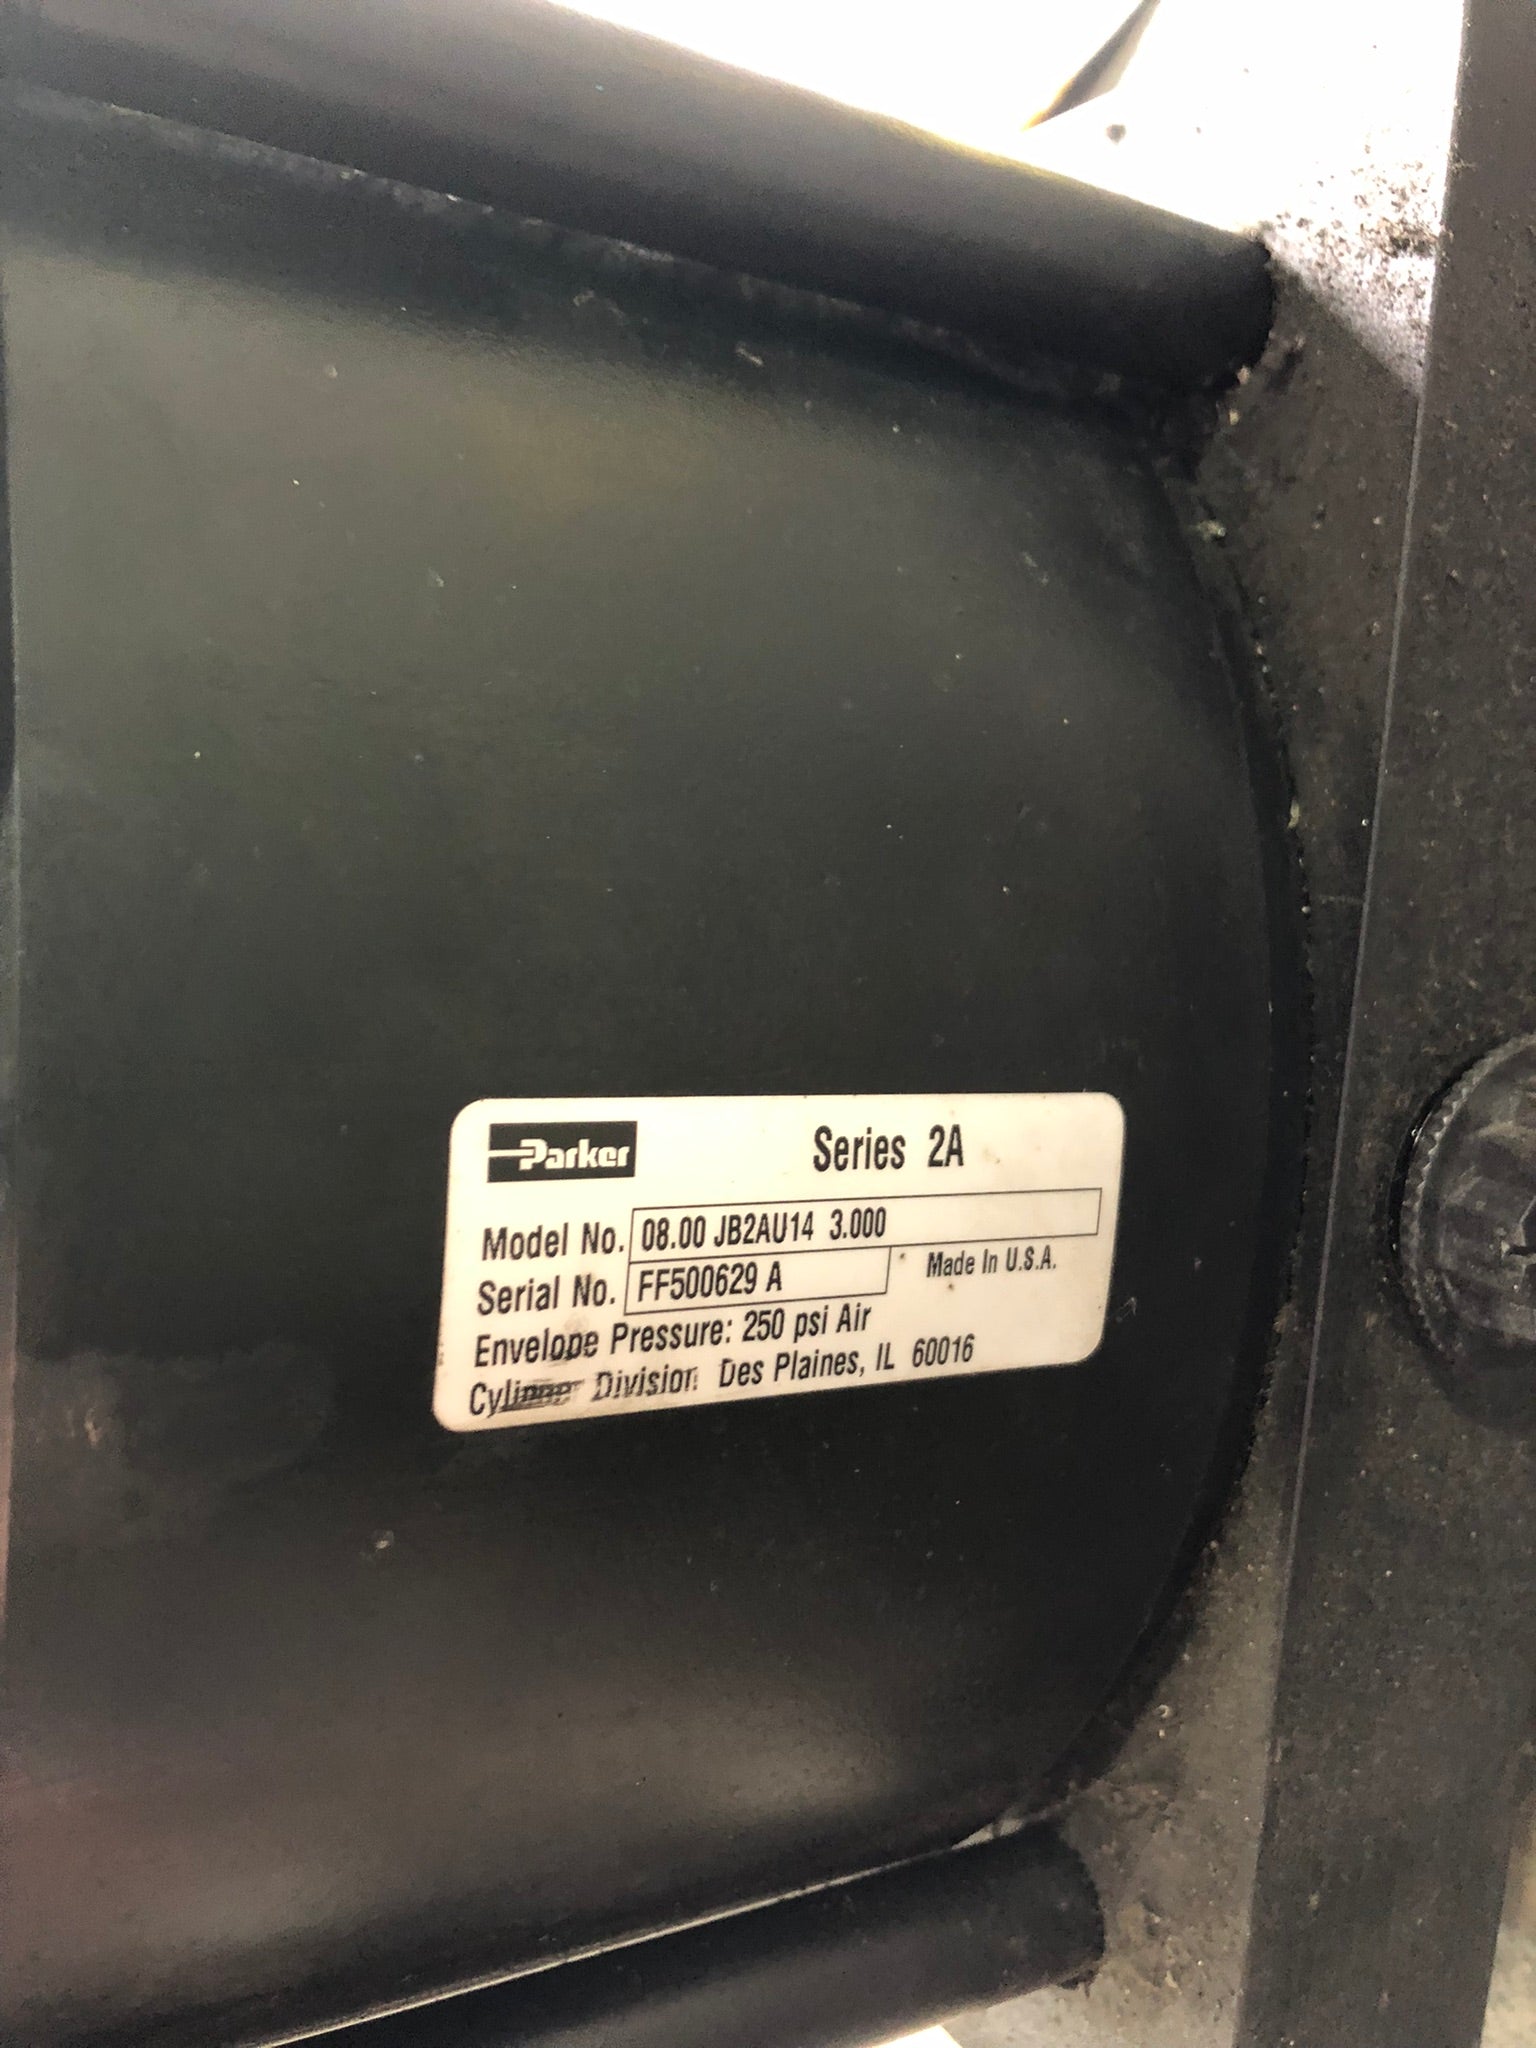 Parker Series 2A
Model No. 08.00 JB2AU14 3.000
Serial No. FF500629 A Made In U.S.A.
Envelope Pressure: 250 psi Air
Division Des Plaines, IL 60016